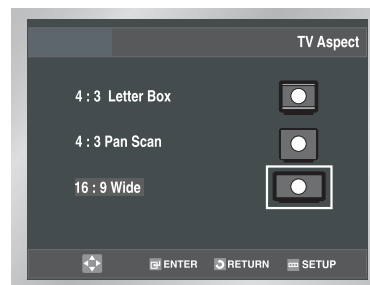 TV Aspect
4 : 3 Letter Box
4 : 3 Pan Scan
16 : 9 Wide
ENTER RETURN SETUP